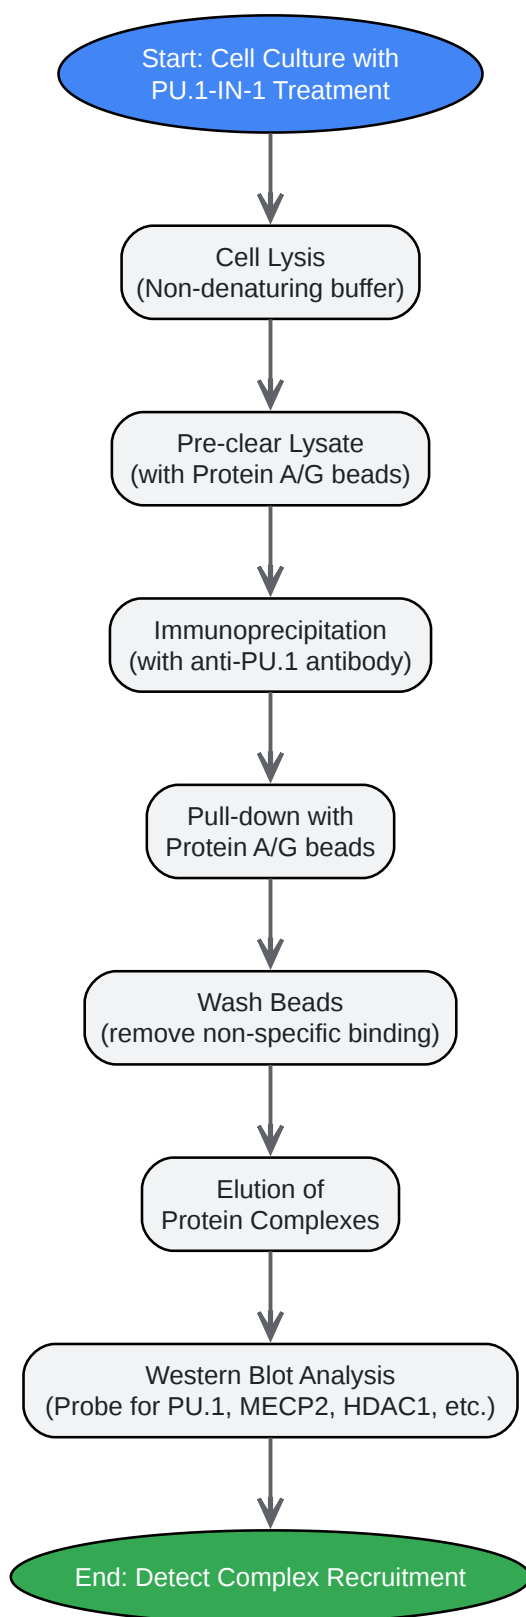 Start: Cell Culture with
PU.1-IN-1 Treatment
Cell Lysis
(Non-denaturing buffer)
Pre-clear Lysate
(with Protein A/G beads)
Immunoprecipitation
(with anti-PU.1 antibody)
Pull-down with
Protein A/G beads
Wash Beads
(remove non-specific binding)
Elution of
Protein Complexes
Western Blot Analysis
(Probe for PU.1, MECP2, HDAC1, etc.)
End: Detect Complex Recruitment